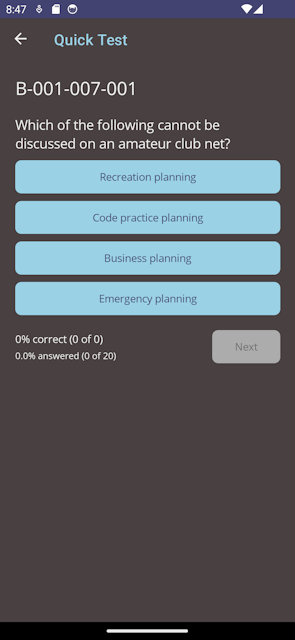 8:47
Quick Test
B-001-007-001
Which of the following cannot be
discussed on an amateur club net?
Recreation planning
Code practice planning
Business planning
Emergency planning
0% correct (0 of 0)
Next
0.0% answered (0 of 20)